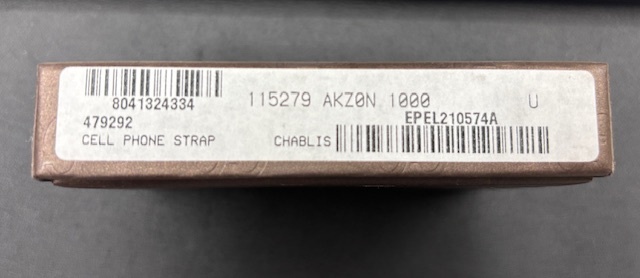 8041324334 115279 AKZ0N 1000 U
479292 EPEL210574A
CELL PHONE STRAP CHABLIS